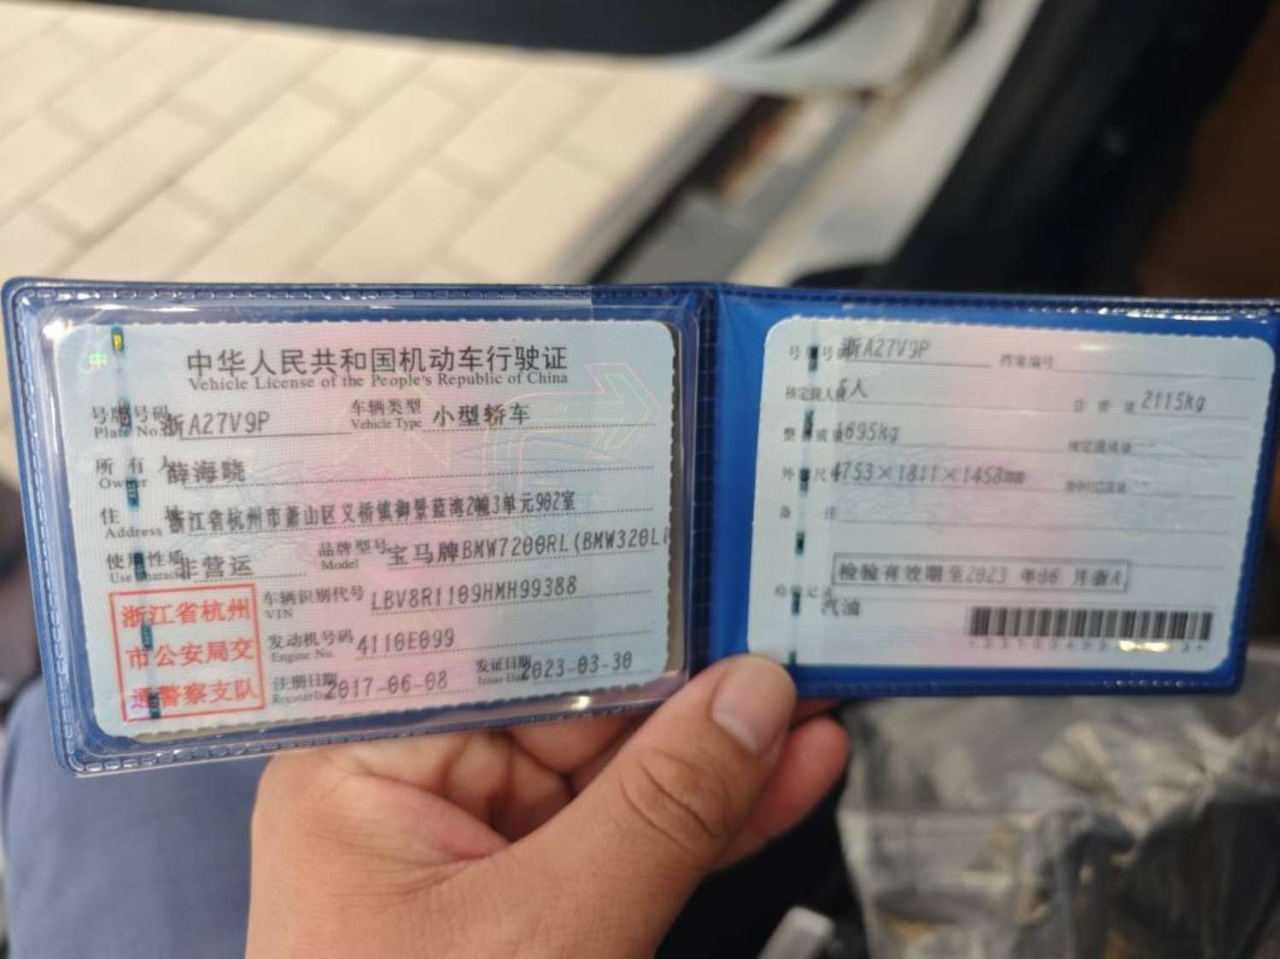 中华人民共和国机动车行驶证
Vehicle License of the People's Republic of China
号牌号码 浙A27V9P 车辆类型 小型轿车
Plate No. Vehicle Type
所有人 薛海晓
Owner
住址 浙江省杭州市萧山区义桥镇御景蓝湾2幢3单元902室
Address
使用性质 非营运 品牌型号 宝马牌BMW7200RL(BMW320Li
Use Character Model
浙江省杭州
市公安局交
通警察支队
车辆识别代号 LBV8R1109HMH99388
VIN
发动机号码 4110E099
Engine No.
注册日期 2017-06-08 发证日期 2023-03-30
Register Date Issue Date
号牌号码 浙A27V9P 档案编号
核定载人数 5人 总质量 2115kg
整备质量 1695kg 核定载质量 --
外廓尺寸 4753×1811×1458mm
备注
检验有效期至2023年06月浙A
检验记录
汽油